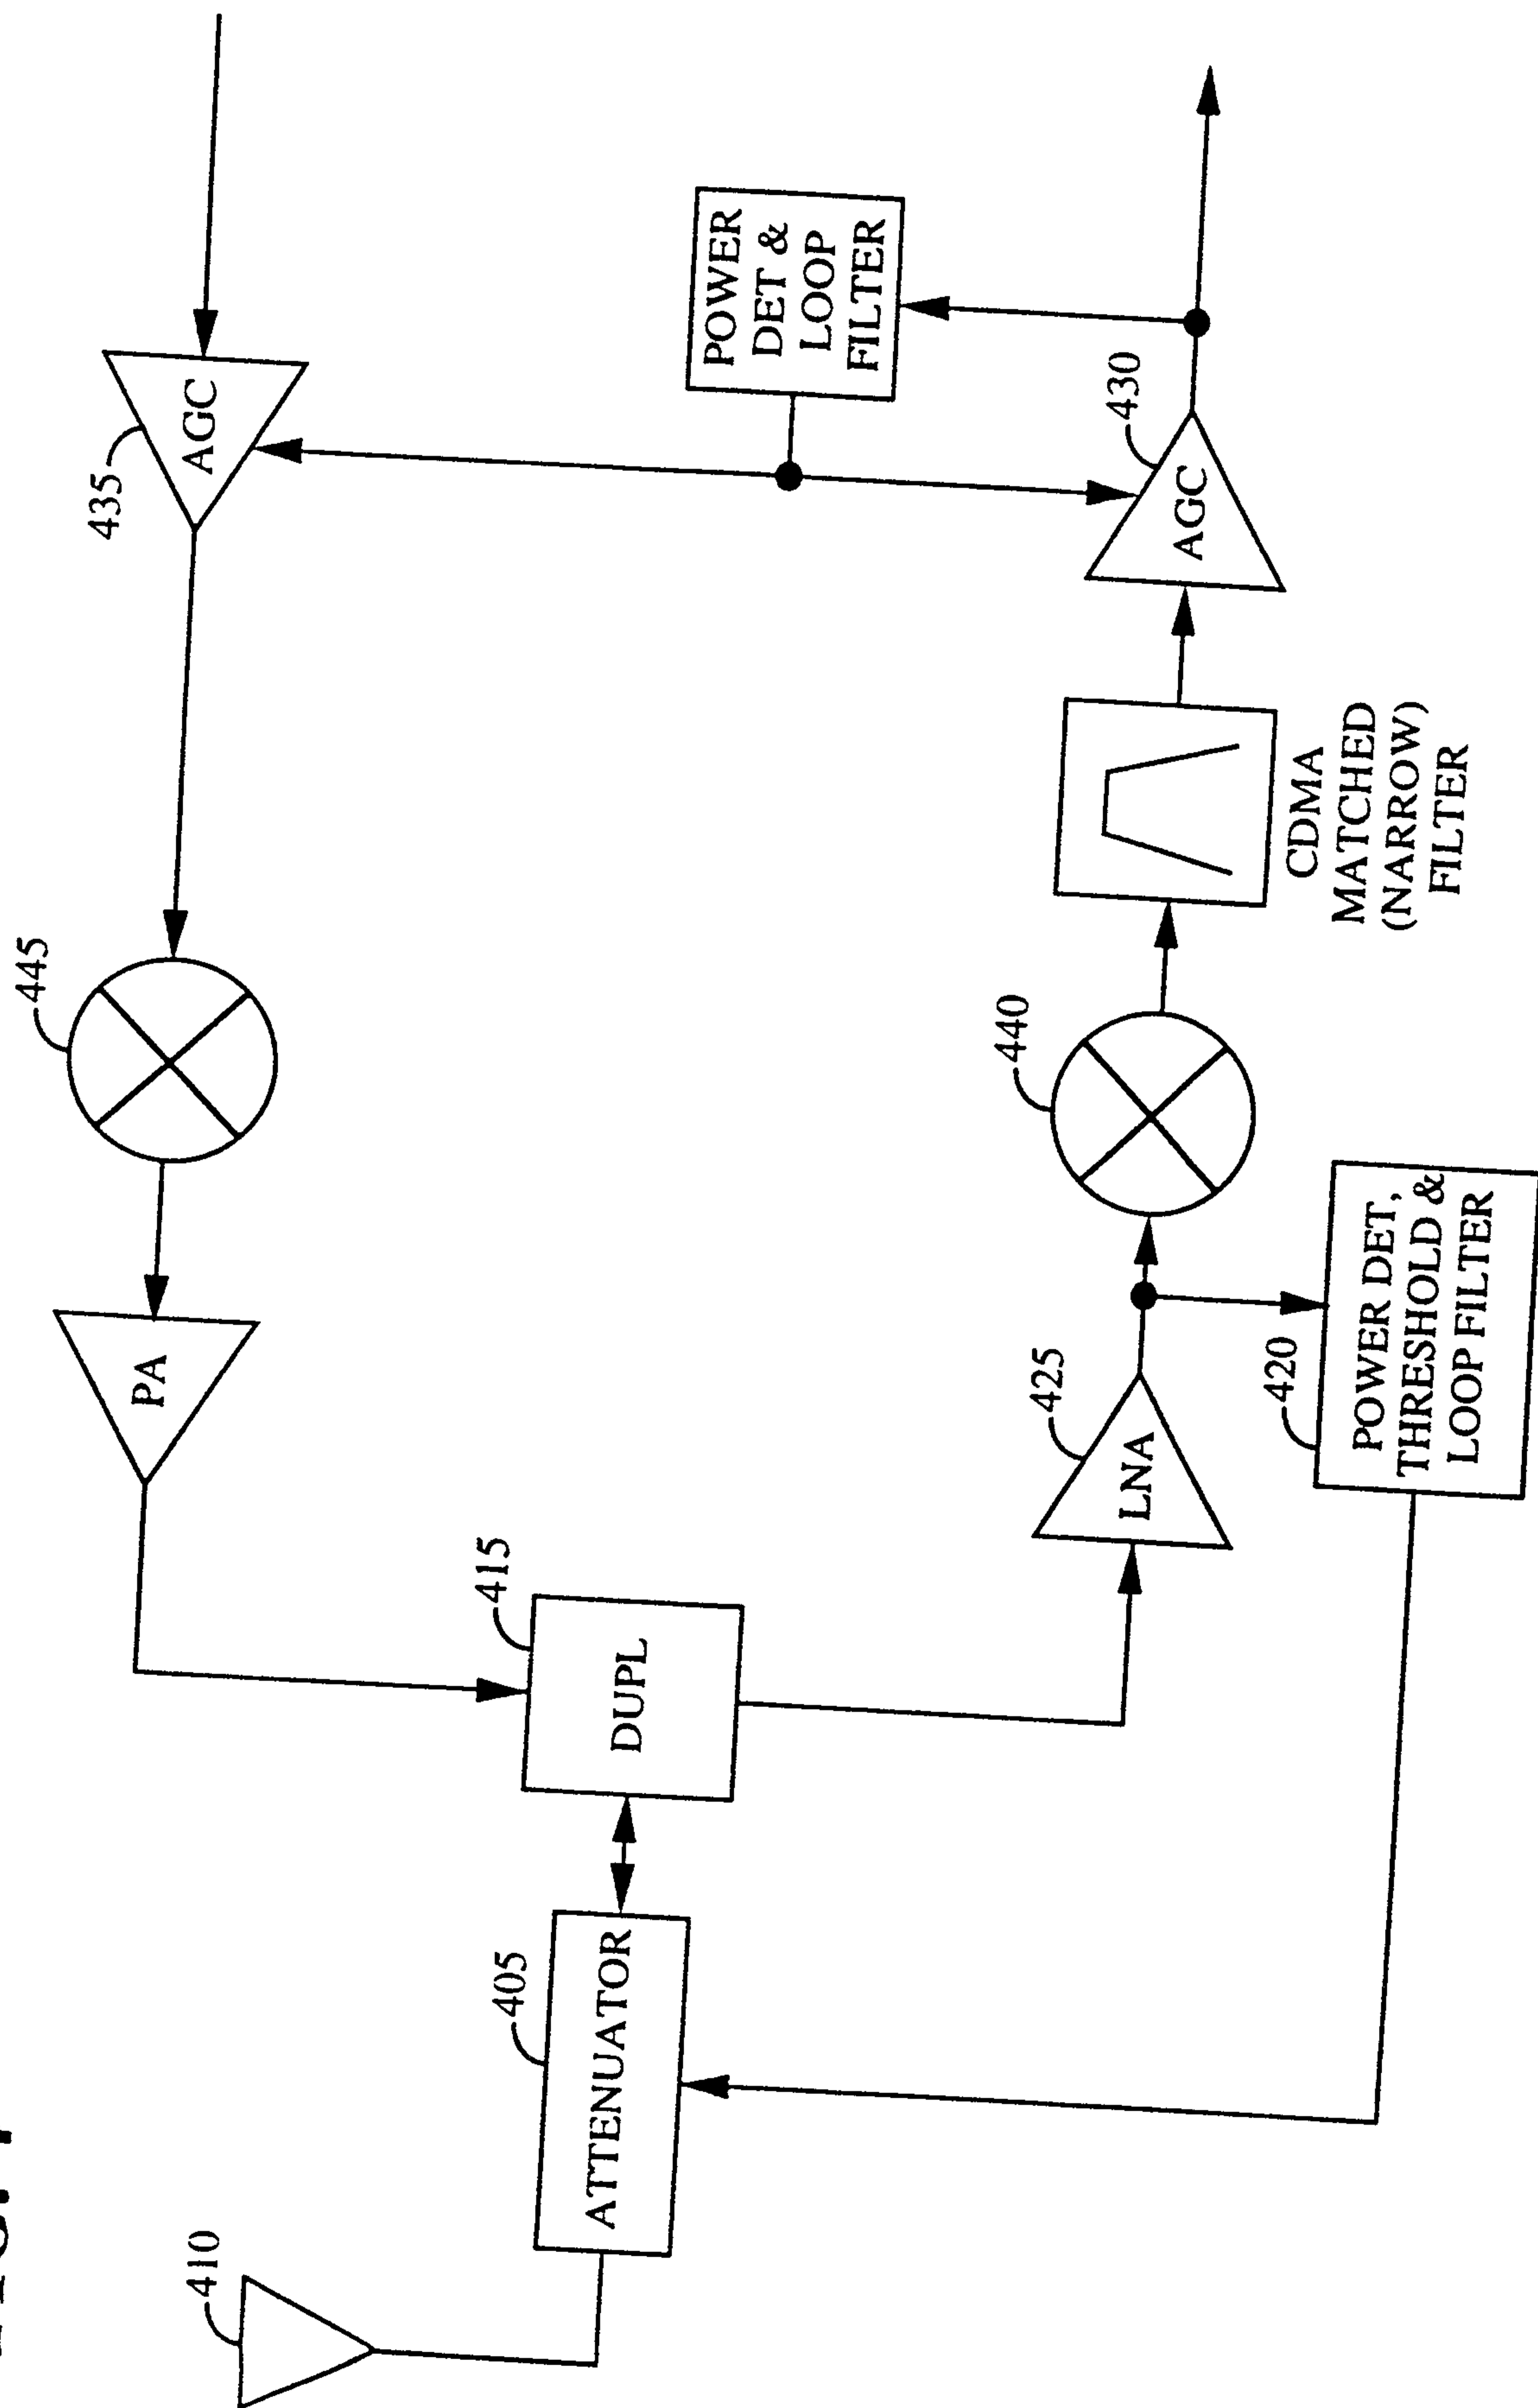 410
405
ATTENUATOR
415
DUPL
PA
445
435
AGC
POWER
DET &
LOOP
FILTER
425
LNA
420
POWER DET,
THRESHOLD &
LOOP FILTER
440
CDMA
MATCHED
(NARROW)
FILTER
430
AGC